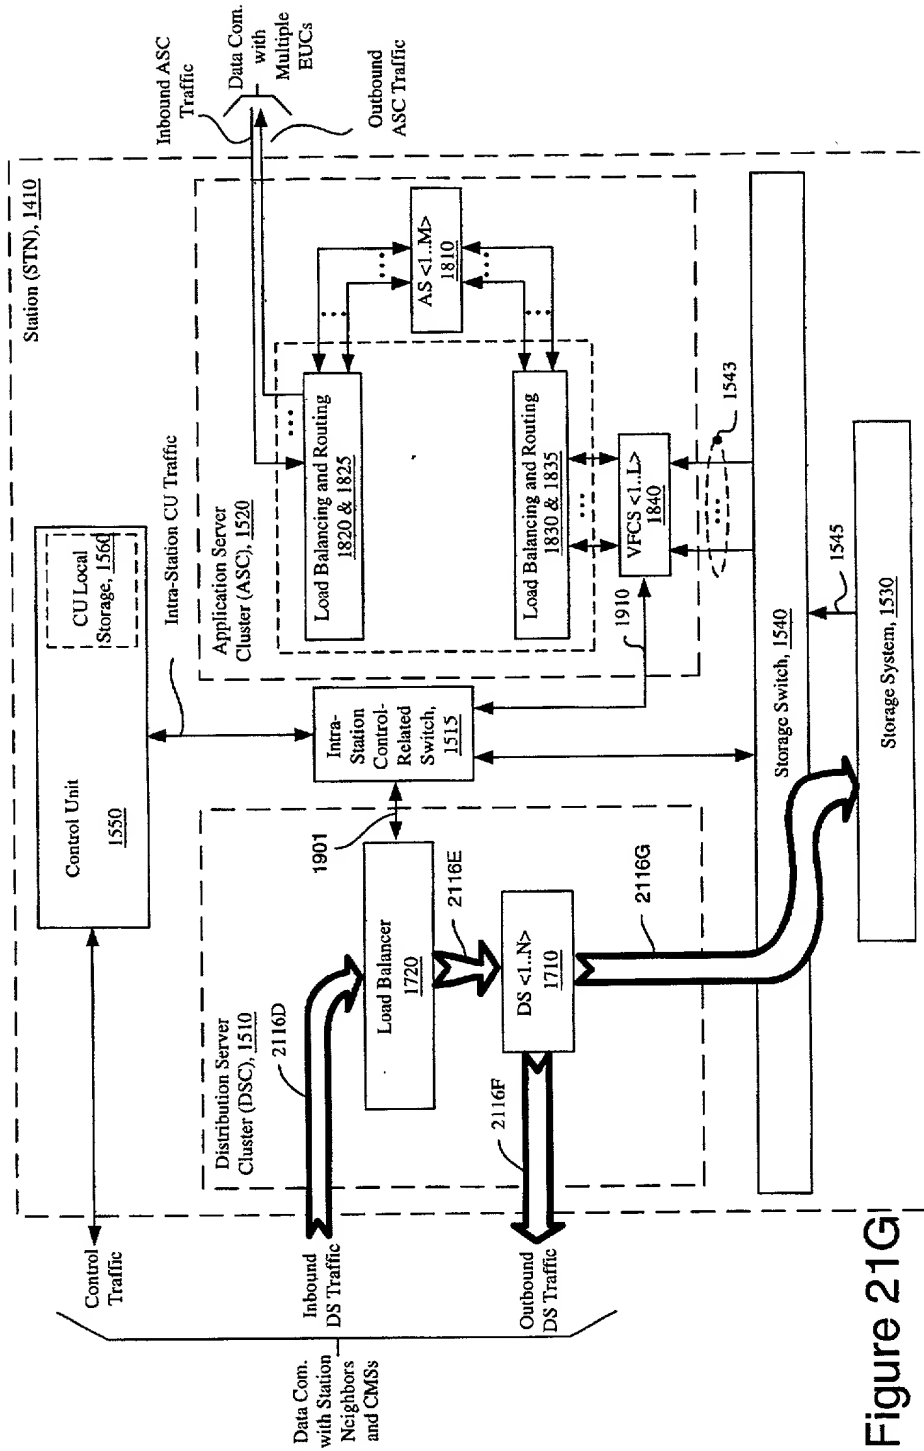 Station (STN), 1410
Control Unit
1550
CU Local
Storage, 1560
Control
Traffic
Intra-Station CU Traffic
Inbound ASC
Traffic
Data Com.
with
Multiple
EUCs
Outbound
ASC Traffic
Data Com.
with Station
Neighbors
and CMSs
Inbound
DS Traffic
Outbound
DS Traffic
Distribution Server
Cluster (DSC), 1510
2116D
Load Balancer
1720
1901
2116E
DS <1..N>
1710
2116F
2116G
Intra-
Station
Control-
Related
Switch,
1515
Application Server
Cluster (ASC), 1520
Load Balancing and Routing
1820 & 1825
AS <1..M>
1810
Load Balancing and Routing
1830 & 1835
VFCS <1..L>
1840
1910
1543
Storage Switch, 1540
1545
Storage System, 1530
Figure 21G